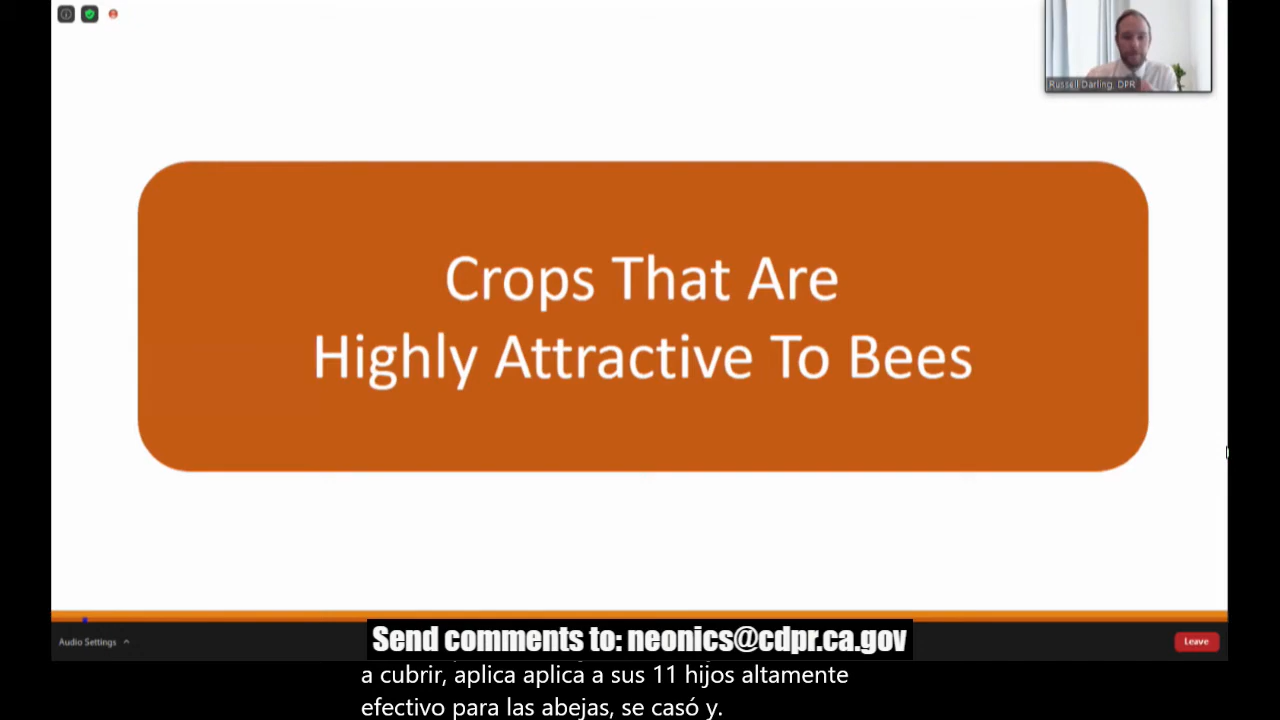 Russell Darling, DPR
Crops That Are
Highly Attractive To Bees
Audio Settings
Send comments to: neonics@cdpr.ca.gov
Leave
a cubrir, aplica aplica a sus 11 hijos altamente
efectivo para las abejas, se casó y.